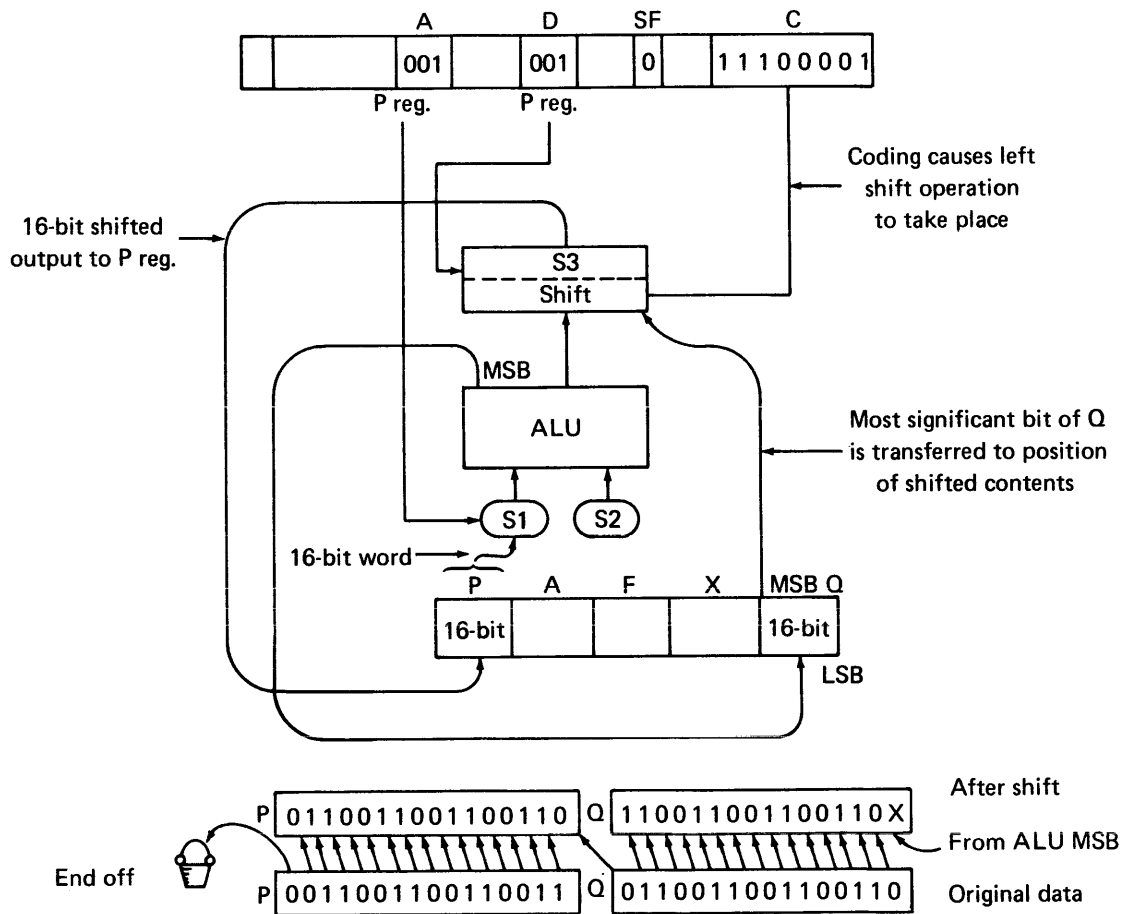 A D SF C
001 001 0 11100001
P reg. P reg.
Coding causes left
shift operation
to take place
16-bit shifted
output to P reg.
S3
Shift
MSB
ALU
Most significant bit of Q
is transferred to position
of shifted contents
S1 S2
16-bit word
P A F X MSB Q
16-bit 16-bit
LSB
After shift
P 0110011001100110 Q 110011001100110X
From ALU MSB
End off
P 0011001100110011 Q 0110011001100110
Original data